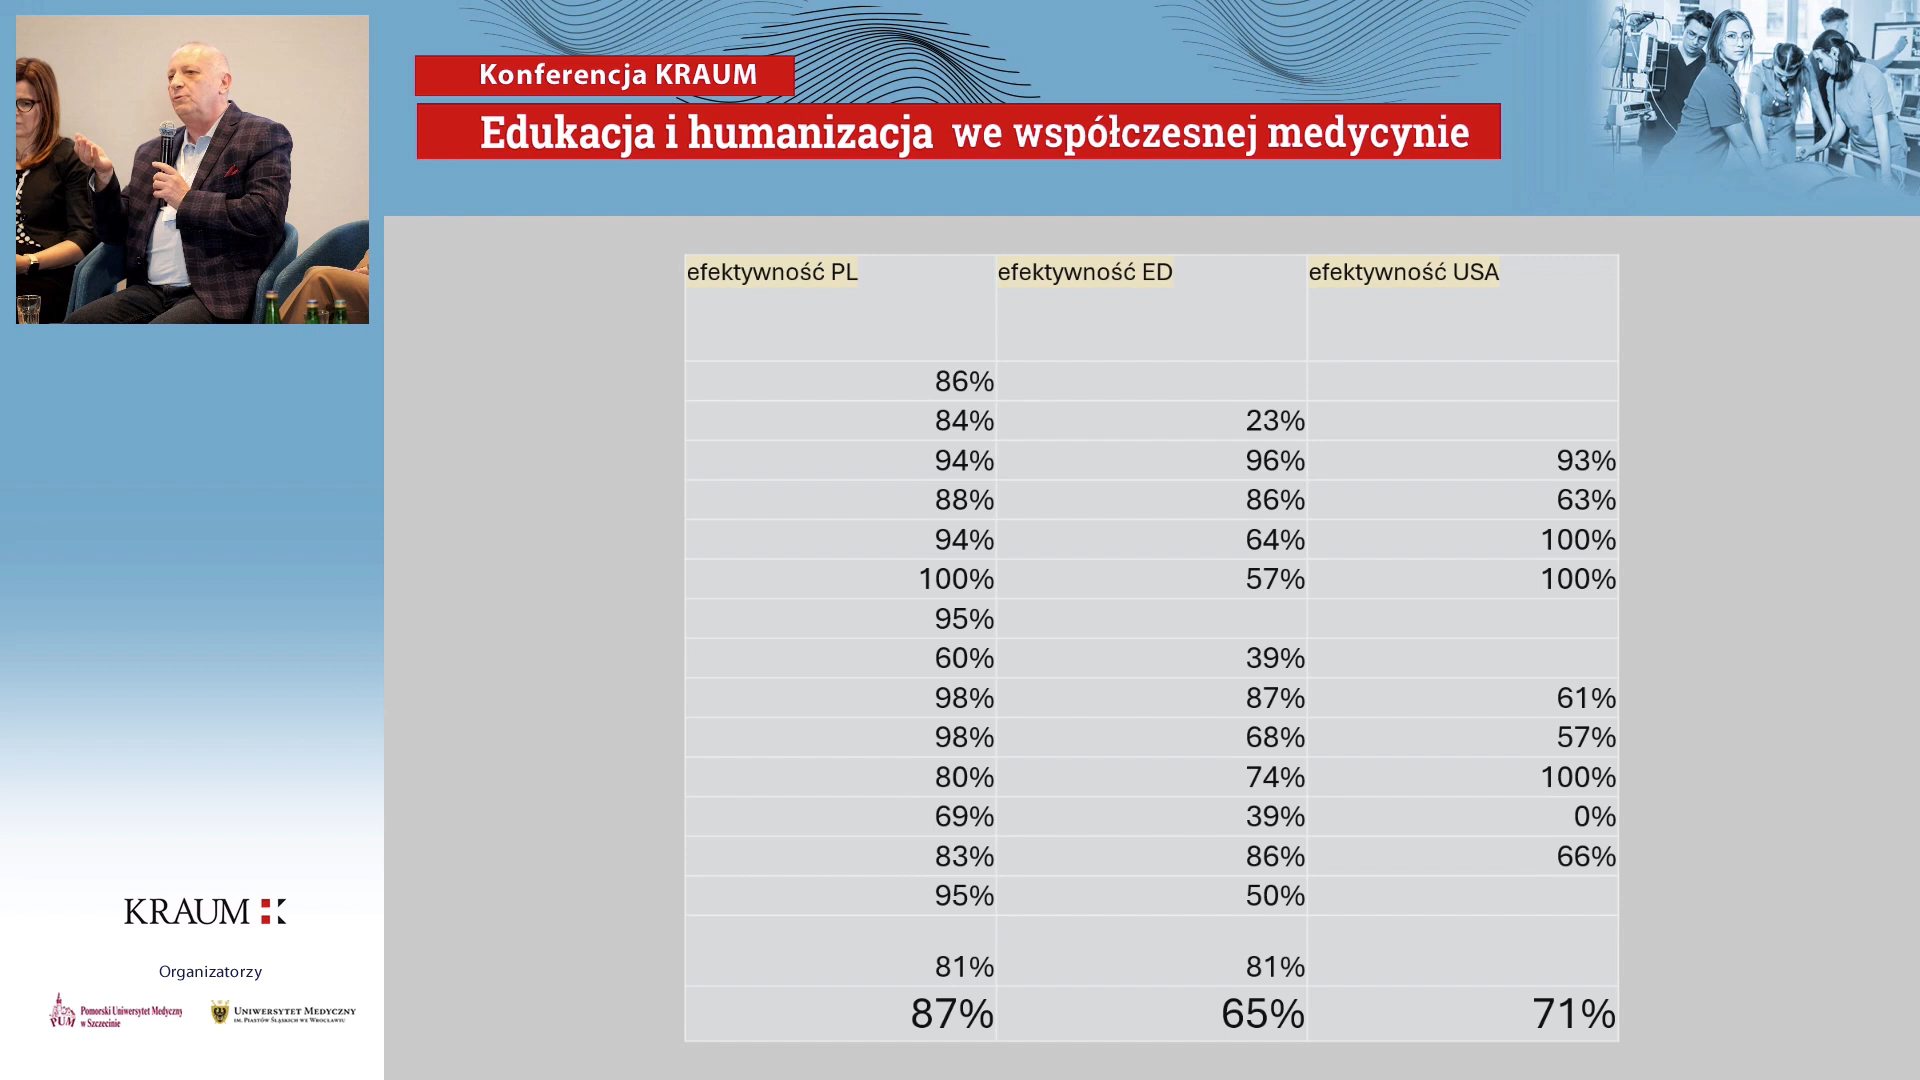 Konferencja KRAUM
Edukacja i humanizacja we współczesnej medycynie
efektywność PL efektywność ED efektywność USA
86%
84% 23%
94% 96% 93%
88% 86% 63%
94% 64% 100%
100% 57% 100%
95%
60% 39%
98% 87% 61%
98% 68% 57%
80% 74% 100%
69% 39% 0%
83% 86% 66%
95% 50%
81% 81%
87% 65% 71%
KRAUM
Organizatorzy
PUM
Pomorski Uniwersytet Medyczny
w Szczecinie
UNIWERSYTET MEDYCZNY
IM. PIASTÓW ŚLĄSKICH WE WROCŁAWIU